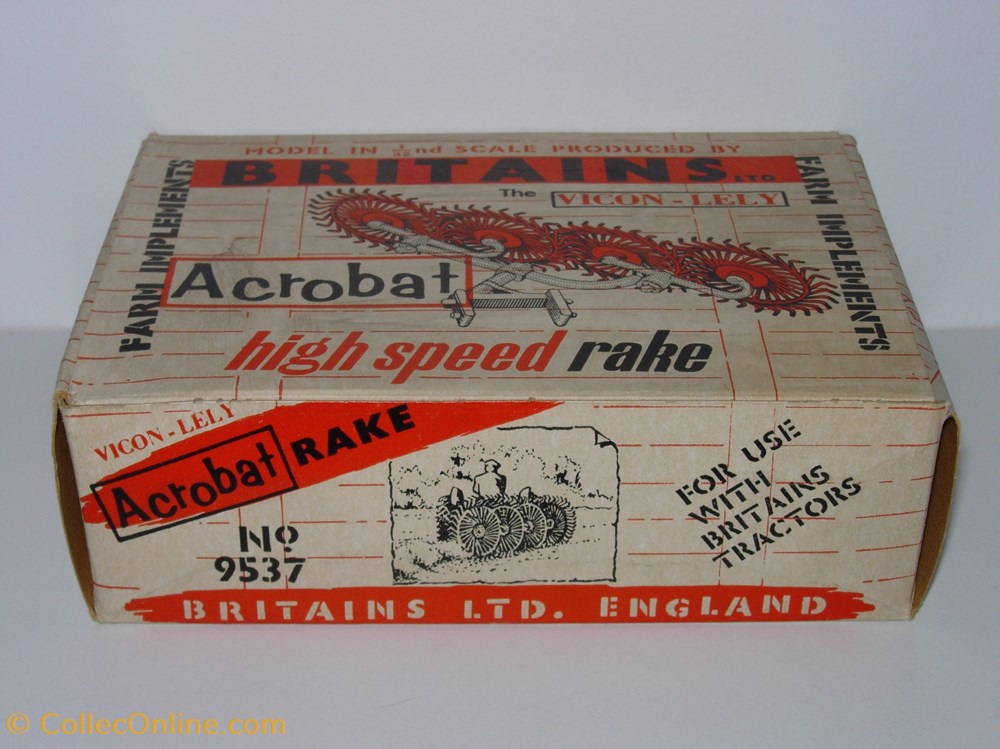 MODEL IN 1/32nd SCALE PRODUCED BY
BRITAINS LTD
The VICON - LELY
FARM IMPLEMENTS
FARM IMPLEMENTS
Acrobat
high speed rake
VICON - LELY
Acrobat RAKE
No
9537
FOR USE
WITH
BRITAINS
TRACTORS
BRITAINS LTD. ENGLAND
© CollecOnline.com